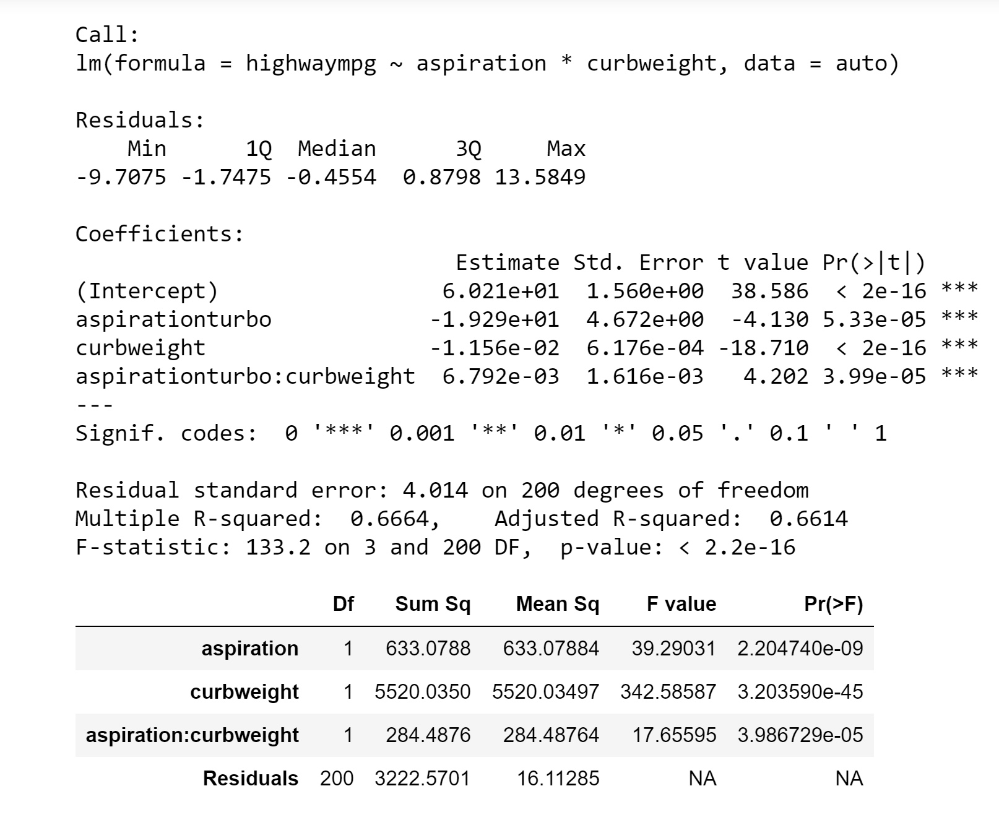 Call:
lm(formula = highwaympg ~ aspiration * curbweight, data = auto)
Residuals:
    Min      1Q  Median      3Q     Max
-9.7075 -1.7475 -0.4554  0.8798 13.5849
Coefficients:
                             Estimate Std. Error t value Pr(>|t|)
(Intercept)                 6.021e+01  1.560e+00  38.586  < 2e-16 ***
aspirationturbo            -1.929e+01  4.672e+00  -4.130 5.33e-05 ***
curbweight                 -1.156e-02  6.176e-04 -18.710  < 2e-16 ***
aspirationturbo:curbweight  6.792e-03  1.616e-03   4.202 3.99e-05 ***
---
Signif. codes:  0 '***' 0.001 '**' 0.01 '*' 0.05 '.' 0.1 ' ' 1
Residual standard error: 4.014 on 200 degrees of freedom
Multiple R-squared:  0.6664,    Adjusted R-squared:  0.6614
F-statistic: 133.2 on 3 and 200 DF,  p-value: < 2.2e-16
Df Sum Sq Mean Sq F value Pr(>F)
aspiration 1 633.0788 633.07884 39.29031 2.204740e-09
curbweight 1 5520.0350 5520.03497 342.58587 3.203590e-45
aspiration:curbweight 1 284.4876 284.48764 17.65595 3.986729e-05
Residuals 200 3222.5701 16.11285 NA NA